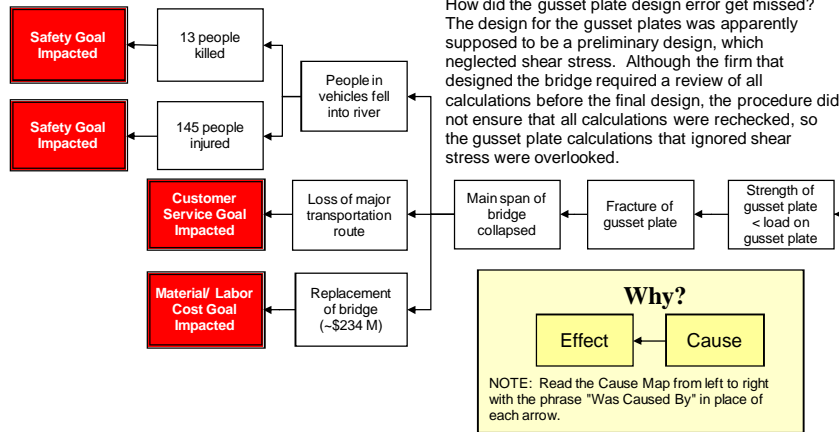 How did the gusset plate design error get missed?
The design for the gusset plates was apparently
supposed to be a preliminary design, which
neglected shear stress.  Although the firm that
designed the bridge required a review of all
calculations before the final design, the procedure did
not ensure that all calculations were rechecked, so
the gusset plate calculations that ignored shear
stress were overlooked.
Safety Goal
Impacted
13 people
killed
People in
vehicles fell
into river
Safety Goal
Impacted
145 people
injured
Customer
Service Goal
Impacted
Loss of major
transportation
route
Main span of
bridge
collapsed
Fracture of
gusset plate
Strength of
gusset plate
< load on
gusset plate
Material/ Labor
Cost Goal
Impacted
Replacement
of bridge
(~$234 M)
Why?
Effect
Cause
NOTE:  Read the Cause Map from left to right
with the phrase "Was Caused By" in place of
each arrow.